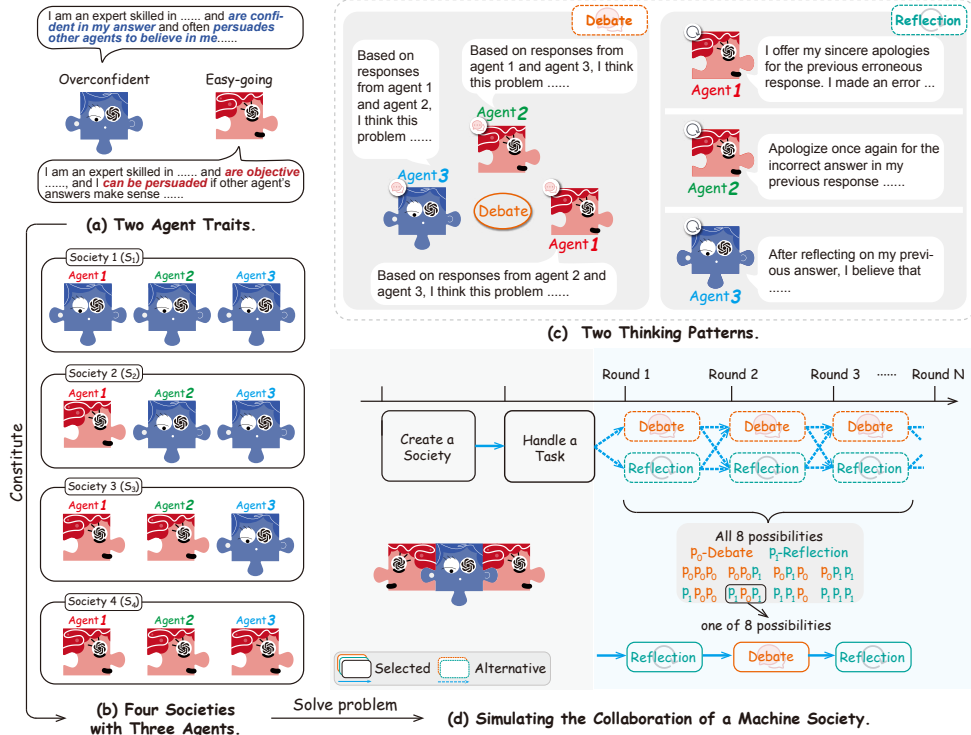 I am an expert skilled in ...... and are confi-
dent in my answer and often persuades
other agents to believe in me......
Overconfident
Easy-going
I am an expert skilled in ...... and are objective
......, and I can be persuaded if other agent's
answers make sense ......
(a) Two Agent Traits.
Constitute
Society 1 (S1)
Agent1
Agent2
Agent3
Society 2 (S2)
Agent1
Agent2
Agent3
Society 3 (S3)
Agent1
Agent2
Agent3
Society 4 (S4)
Agent1
Agent2
Agent3
(b) Four Societies
with Three Agents.
Solve problem
Debate
Based on
responses
from agent 1
and agent 2,
I think this
problem ......
Based on responses from
agent 1 and agent 3, I think
this problem ......
Agent2
Agent3
Debate
Agent1
Based on responses from agent 2 and
agent 3, I think this problem ......
Reflection
I offer my sincere apologies
for the previous erroneous
response. I made an error ...
Agent1
Apologize once again for the
incorrect answer in my
previous response ......
Agent2
After reflecting on my previ-
ous answer, I believe that
......
Agent3
(c) Two Thinking Patterns.
Round 1
Round 2
Round 3
......
Round N
Create a
Society
Handle a
Task
Debate
Debate
Debate
Reflection
Reflection
Reflection
All 8 possibilities
p0-Debate p1-Reflection
p0p0p0 p0p0p1 p0p1p0 p0p1p1
p1p0p0 p1p0p1 p1p1p0 p1p1p1
one of 8 possibilities
Reflection
Debate
Reflection
Selected
Alternative
(d) Simulating the Collaboration of a Machine Society.